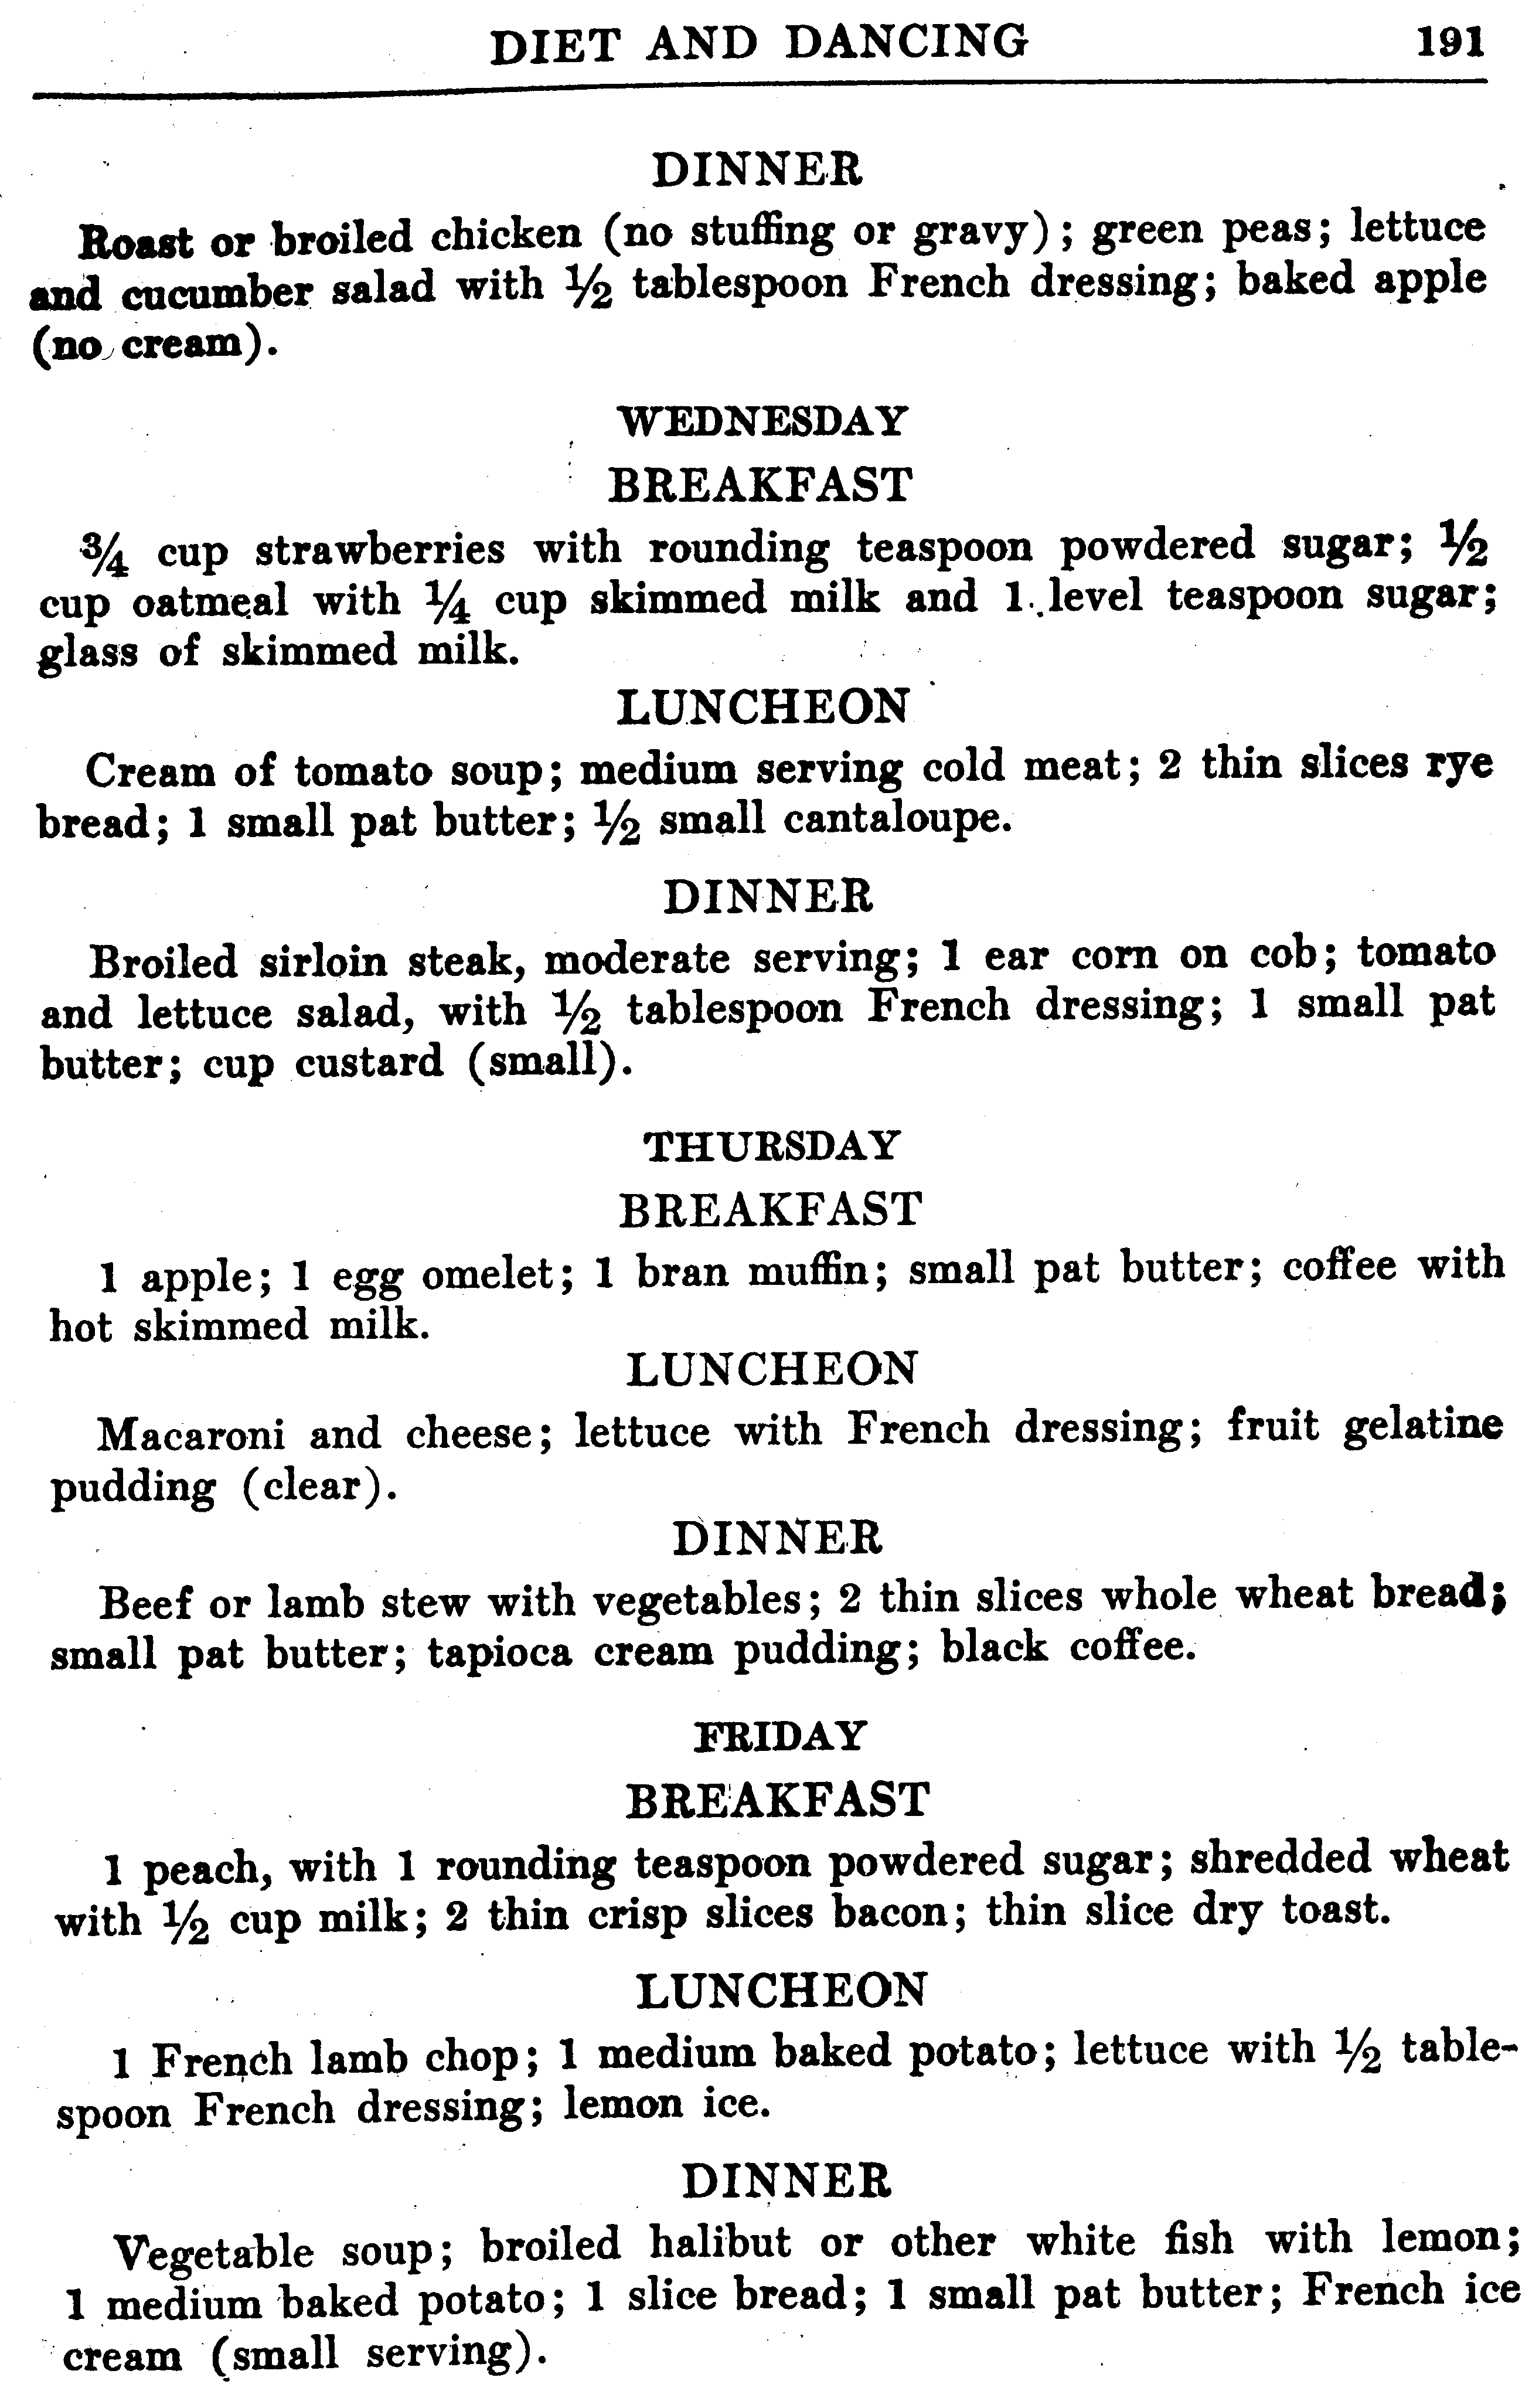 DIET AND DANCING 191
DINNER
Roast or broiled chicken (no stuffing or gravy); green peas; lettuce
and cucumber salad with ½ tablespoon French dressing; baked apple
(no cream).
WEDNESDAY
BREAKFAST
¾ cup strawberries with rounding teaspoon powdered sugar; ½
cup oatmeal with ¼ cup skimmed milk and 1 level teaspoon sugar;
glass of skimmed milk.
LUNCHEON
Cream of tomato soup; medium serving cold meat; 2 thin slices rye
bread; 1 small pat butter; ½ small cantaloupe.
DINNER
Broiled sirloin steak, moderate serving; 1 ear corn on cob; tomato
and lettuce salad, with ½ tablespoon French dressing; 1 small pat
butter; cup custard (small).
THURSDAY
BREAKFAST
1 apple; 1 egg omelet; 1 bran muffin; small pat butter; coffee with
hot skimmed milk.
LUNCHEON
Macaroni and cheese; lettuce with French dressing; fruit gelatine
pudding (clear).
DINNER
Beef or lamb stew with vegetables; 2 thin slices whole wheat bread;
small pat butter; tapioca cream pudding; black coffee.
FRIDAY
BREAKFAST
1 peach, with 1 rounding teaspoon powdered sugar; shredded wheat
with ½ cup milk; 2 thin crisp slices bacon; thin slice dry toast.
LUNCHEON
1 French lamb chop; 1 medium baked potato; lettuce with ½ table-
spoon French dressing; lemon ice.
DINNER
Vegetable soup; broiled halibut or other white fish with lemon;
1 medium baked potato; 1 slice bread; 1 small pat butter; French ice
cream (small serving).